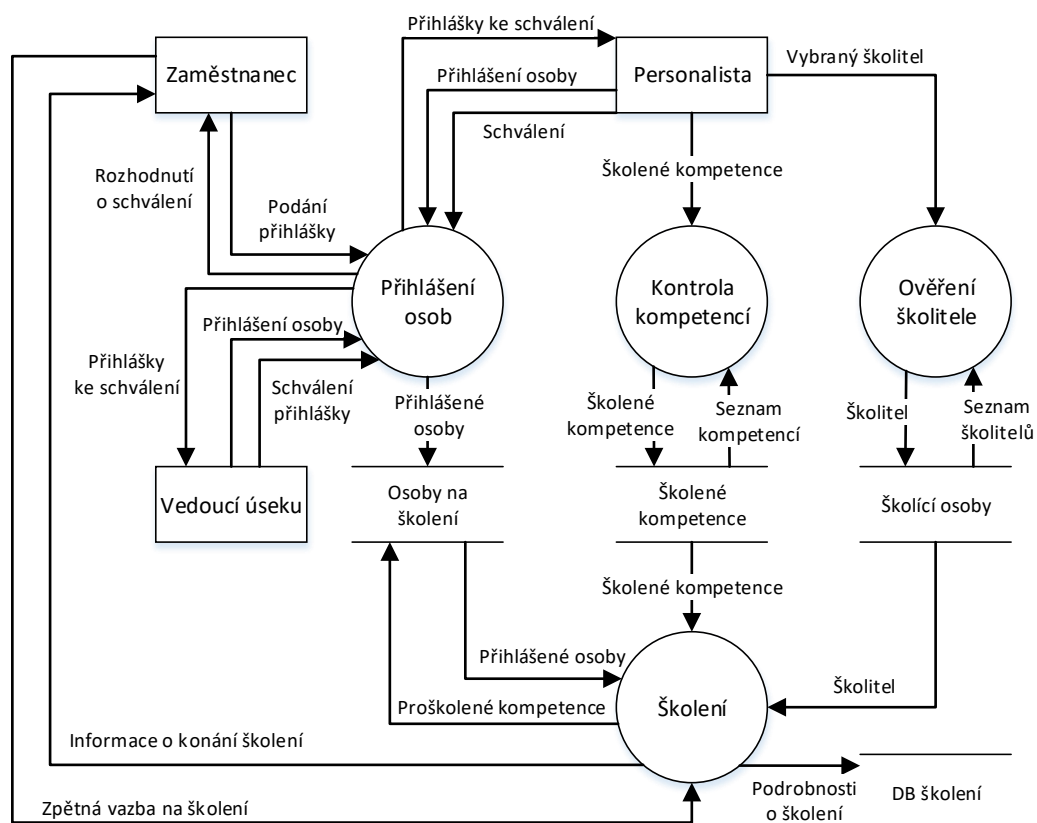 Přihlášky ke schválení
Zaměstnanec
Přihlášení osoby
Personalista
Vybraný školitel
Schválení
Rozhodnutí
o schválení
Podání
přihlášky
Školené kompetence
Přihlášení
osob
Kontrola
kompetencí
Ověření
školitele
Přihlášení osoby
Přihlášky
ke schválení
Schválení
přihlášky
Přihlášené
osoby
Školené
kompetence
Seznam
kompetencí
Školitel
Seznam
školitelů
Vedoucí úseku
Osoby na
školení
Školené
kompetence
Školící osoby
Školené kompetence
Přihlášené osoby
Proškolené kompetence
Školení
Školitel
Informace o konání školení
Zpětná vazba na školení
Podrobnosti
o školení
DB školení